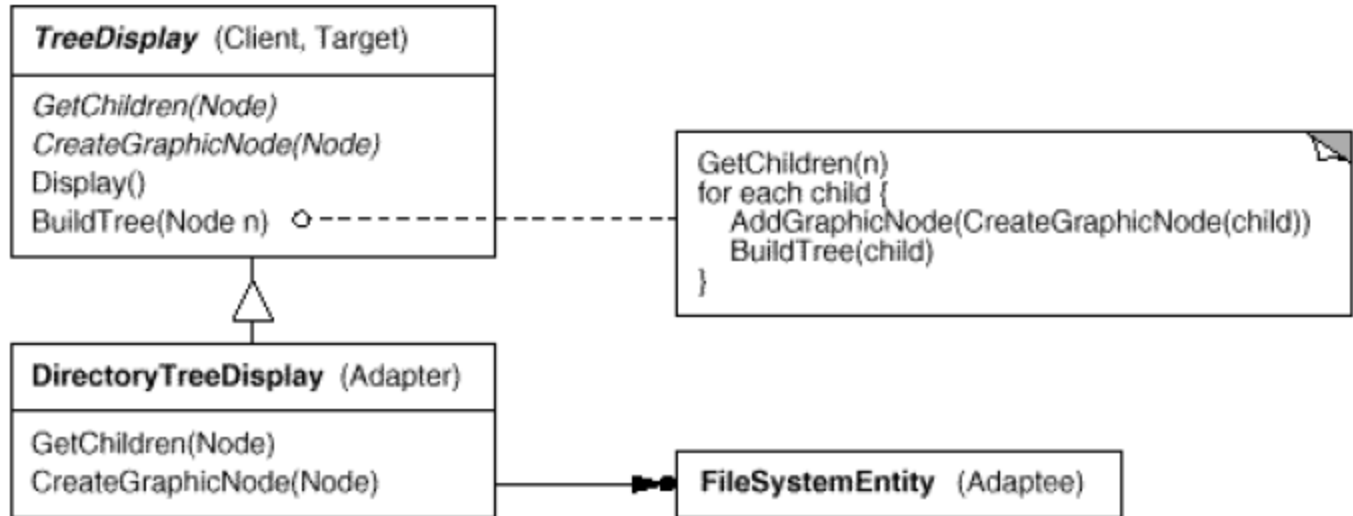 TreeDisplay (Client, Target)
GetChildren(Node)
CreateGraphicNode(Node)
Display()
BuildTree(Node n)
GetChildren(n)
for each child {
AddGraphicNode(CreateGraphicNode(child))
BuildTree(child)
}
DirectoryTreeDisplay (Adapter)
GetChildren(Node)
CreateGraphicNode(Node)
FileSystemEntity (Adaptee)